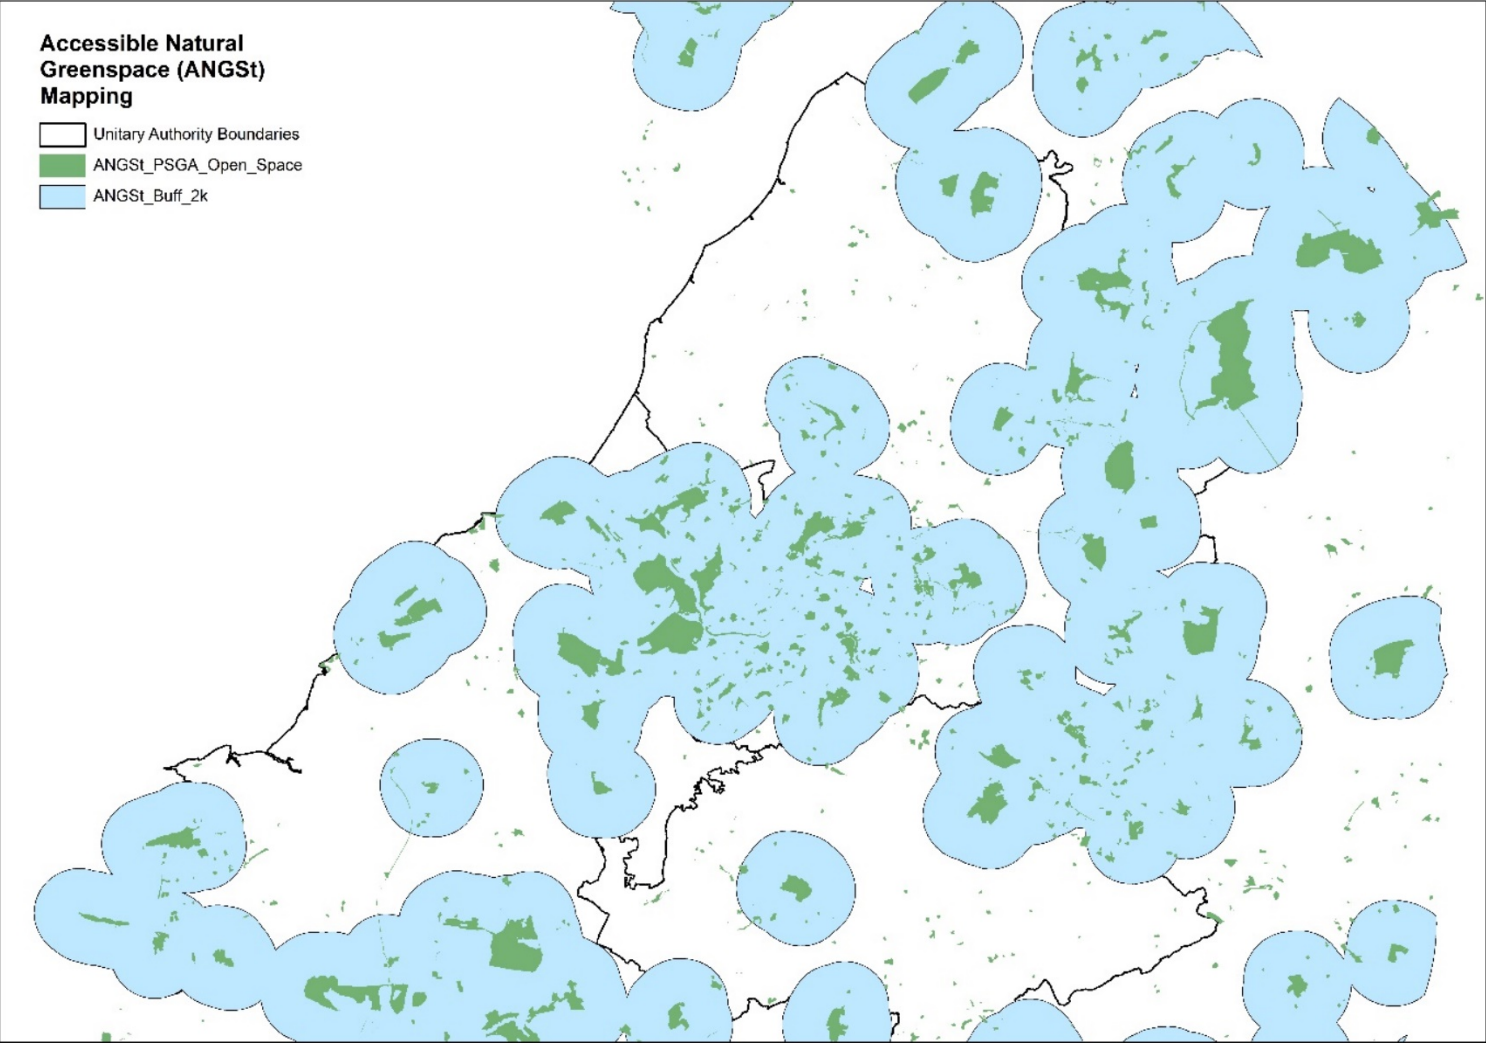 Accessible Natural
Greenspace (ANGSt)
Mapping
Unitary Authority Boundaries
ANGSt_PSGA_Open_Space
ANGSt_Buff_2k